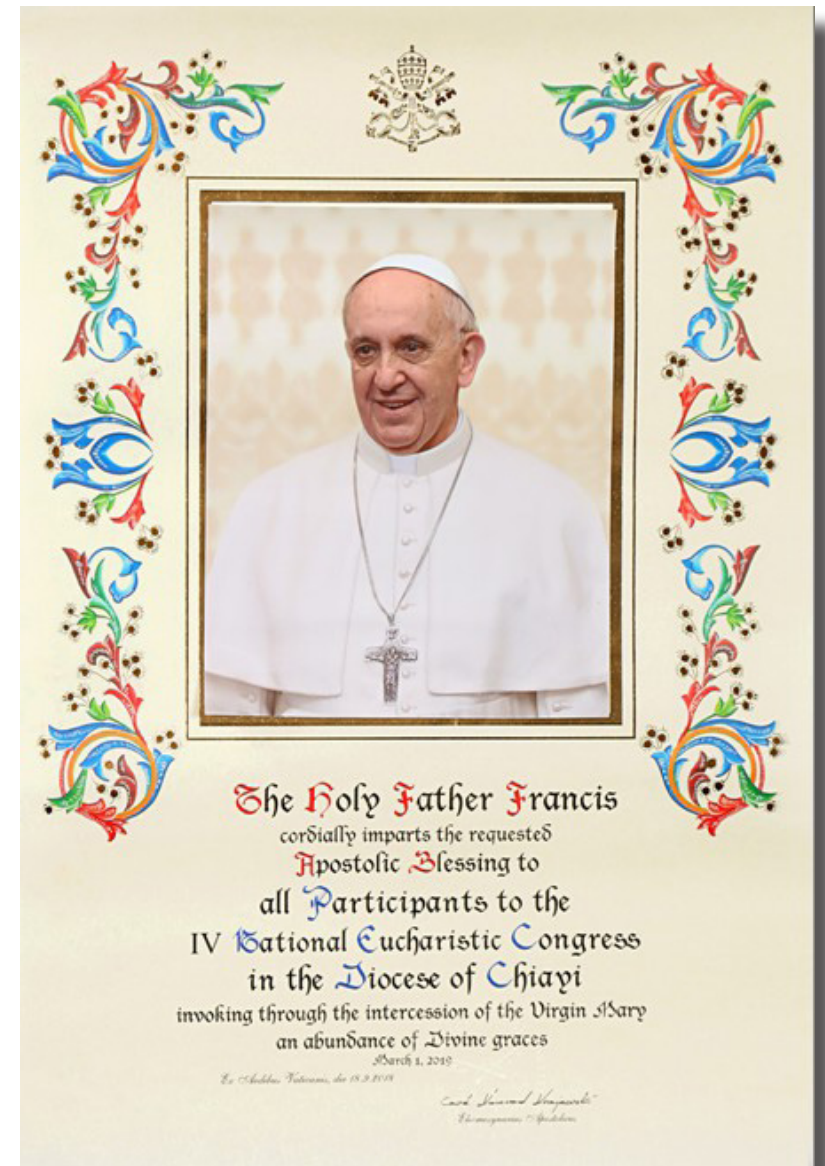 The Holy Father Francis
cordially imparts the requested
Apostolic Blessing to
all Participants to the
IV National Eucharistic Congress
in the Diocese of Chiayi
invoking through the intercession of the Virgin Mary
an abundance of Divine graces
March 1, 2019
Ex Aedibus Vaticanis, die 18.9.2018
Elemosynarius Apostolicus